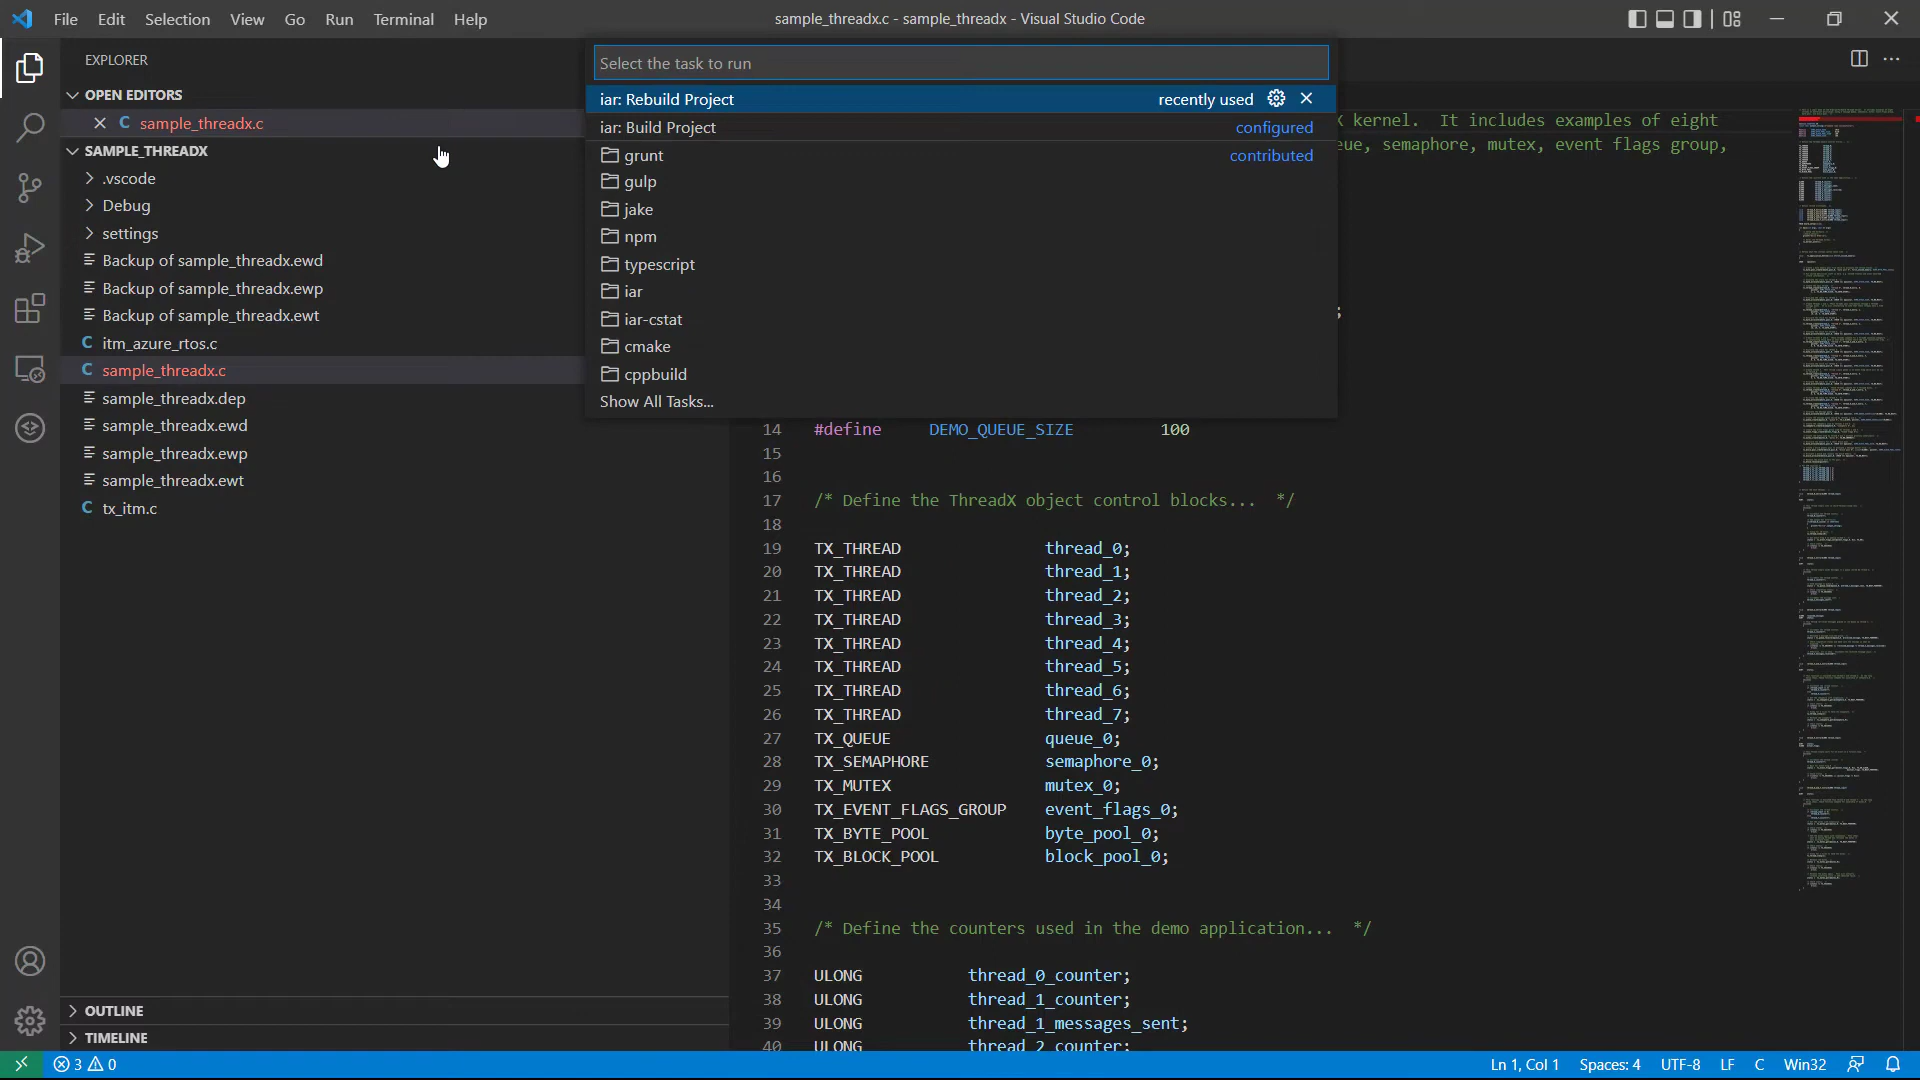 File Edit Selection View Go Run Terminal Help
sample_threadx.c - sample_threadx - Visual Studio Code
EXPLORER
OPEN EDITORS
C sample_threadx.c
SAMPLE_THREADX
.vscode
Debug
settings
Backup of sample_threadx.ewd
Backup of sample_threadx.ewp
Backup of sample_threadx.ewt
C itm_azure_rtos.c
C sample_threadx.c
sample_threadx.dep
sample_threadx.ewd
sample_threadx.ewp
sample_threadx.ewt
C tx_itm.c
OUTLINE
TIMELINE
Select the task to run
iar: Rebuild Project recently used
iar: Build Project configured
grunt contributed
gulp
jake
npm
typescript
iar
iar-cstat
cmake
cppbuild
Show All Tasks...
X kernel.  It includes examples of eight
eue, semaphore, mutex, event flags group,
;
14 #define DEMO_QUEUE_SIZE 100
15
16
17 /* Define the ThreadX object control blocks...  */
18
19 TX_THREAD thread_0;
20 TX_THREAD thread_1;
21 TX_THREAD thread_2;
22 TX_THREAD thread_3;
23 TX_THREAD thread_4;
24 TX_THREAD thread_5;
25 TX_THREAD thread_6;
26 TX_THREAD thread_7;
27 TX_QUEUE queue_0;
28 TX_SEMAPHORE semaphore_0;
29 TX_MUTEX mutex_0;
30 TX_EVENT_FLAGS_GROUP event_flags_0;
31 TX_BYTE_POOL byte_pool_0;
32 TX_BLOCK_POOL block_pool_0;
33
34
35 /* Define the counters used in the demo application...  */
36
37 ULONG thread_0_counter;
38 ULONG thread_1_counter;
39 ULONG thread_1_messages_sent;
40 ULONG thread_2_counter;
3 0
Ln 1, Col 1 Spaces: 4 UTF-8 LF C Win32